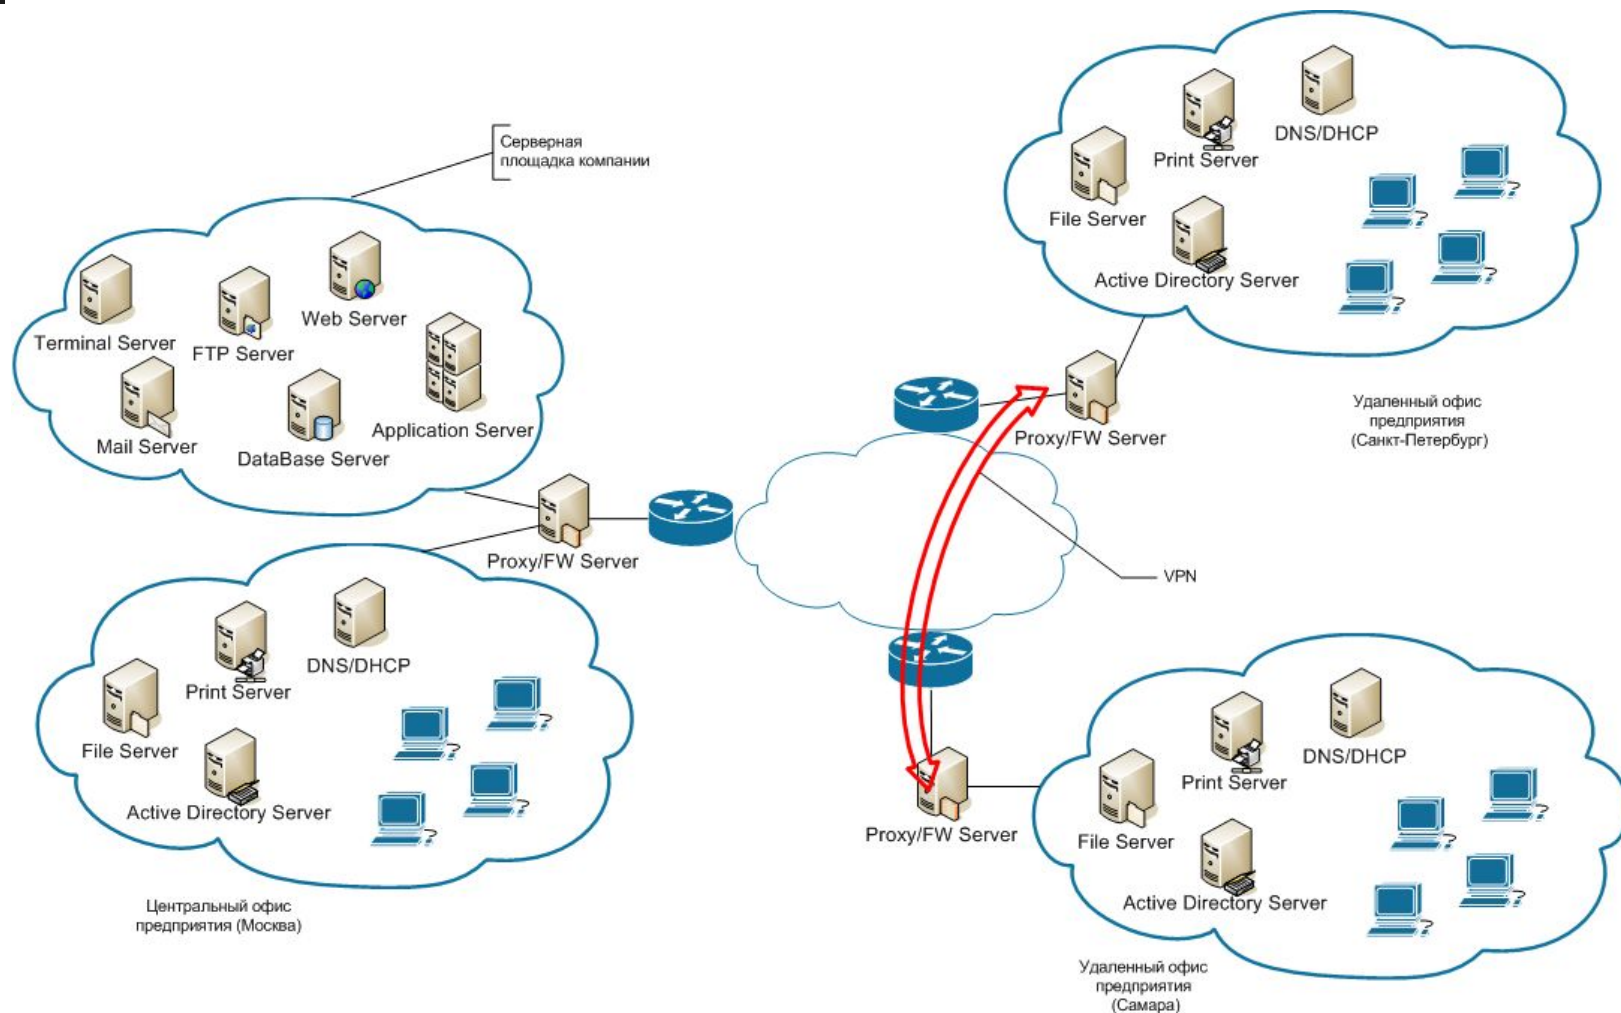 Серверная
площадка компании
Terminal Server
FTP Server
Web Server
Mail Server
DataBase Server
Application Server
Proxy/FW Server
DNS/DHCP
Print Server
File Server
Active Directory Server
Центральный офис
предприятия (Москва)
DNS/DHCP
Print Server
File Server
Active Directory Server
Proxy/FW Server
Удаленный офис
предприятия
(Санкт-Петербург)
VPN
Proxy/FW Server
DNS/DHCP
Print Server
File Server
Active Directory Server
Удаленный офис
предприятия
(Самара)